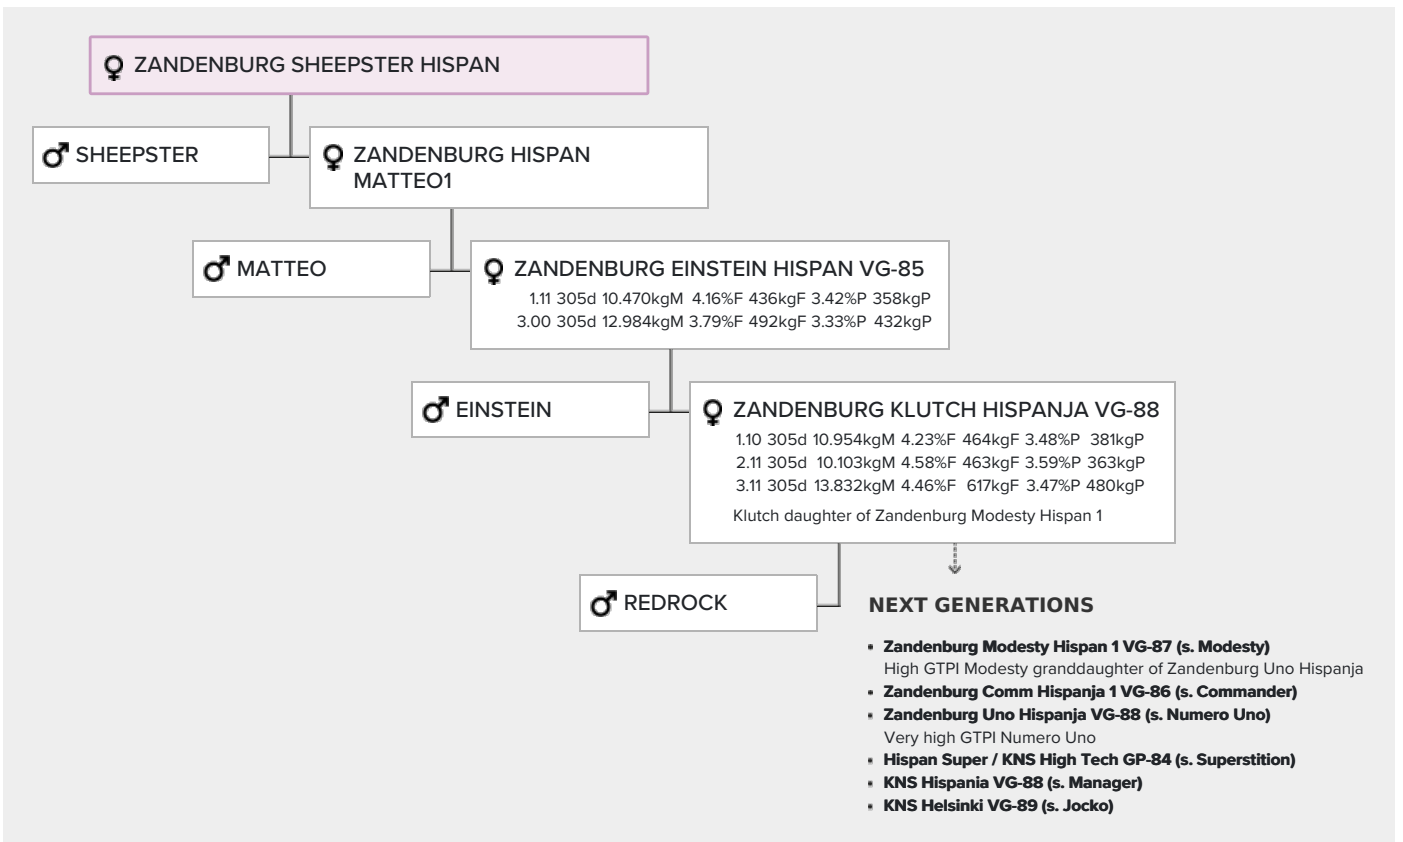 ZANDENBURG SHEEPSTER HISPAN
SHEEPSTER
ZANDENBURG HISPAN
MATTEO1
MATTEO
ZANDENBURG EINSTEIN HISPAN VG-85
1.11 305d 10.470kgM 4.16%F 436kgF 3.42%P 358kgP
3.00 305d 12.984kgM 3.79%F 492kgF 3.33%P 432kgP
EINSTEIN
ZANDENBURG KLUTCH HISPANJA VG-88
1.10 305d 10.954kgM 4.23%F 464kgF 3.48%P 381kgP
2.11 305d 10.103kgM 4.58%F 463kgF 3.59%P 363kgP
3.11 305d 13.832kgM 4.46%F 617kgF 3.47%P 480kgP
Klutch daughter of Zandenburg Modesty Hispan 1
REDROCK
NEXT GENERATIONS
Zandenburg Modesty Hispan 1 VG-87 (s. Modesty)
High GTPI Modesty granddaughter of Zandenburg Uno Hispanja
Zandenburg Comm Hispanja 1 VG-86 (s. Commander)
Zandenburg Uno Hispanja VG-88 (s. Numero Uno)
Very high GTPI Numero Uno
Hispan Super / KNS High Tech GP-84 (s. Superstition)
KNS Hispania VG-88 (s. Manager)
KNS Helsinki VG-89 (s. Jocko)